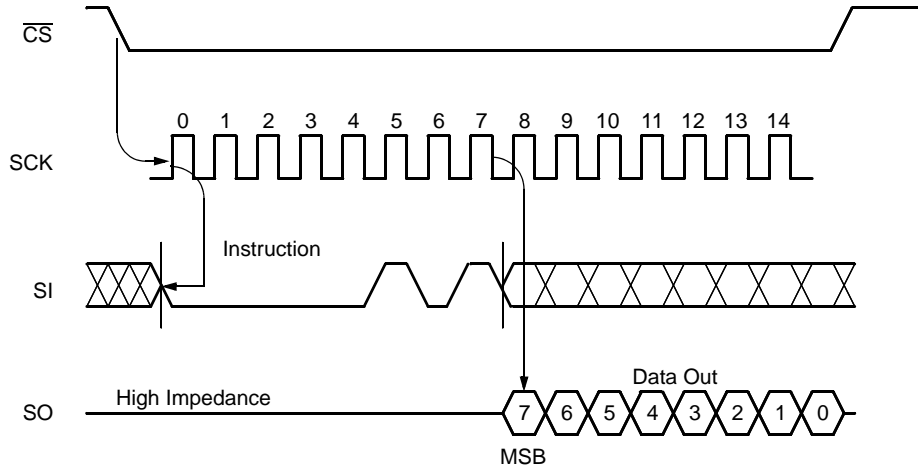 CS
0 1 2 3 4 5 6 7 8 9 10 11 12 13 14
SCK
Instruction
SI
Data Out
High Impedance
SO
7 6 5 4 3 2 1 0
MSB